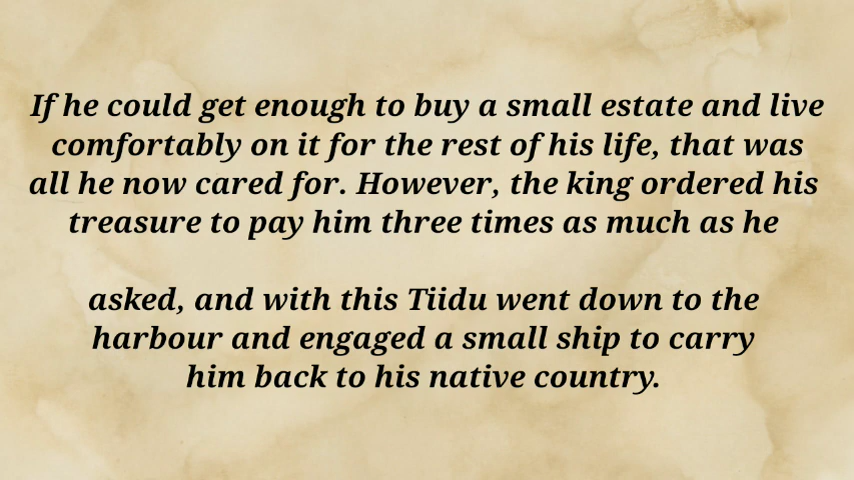 If he could get enough to buy a small estate and live
comfortably on it for the rest of his life, that was
all he now cared for. However, the king ordered his
treasure to pay him three times as much as he
asked, and with this Tiidu went down to the
harbour and engaged a small ship to carry
him back to his native country.